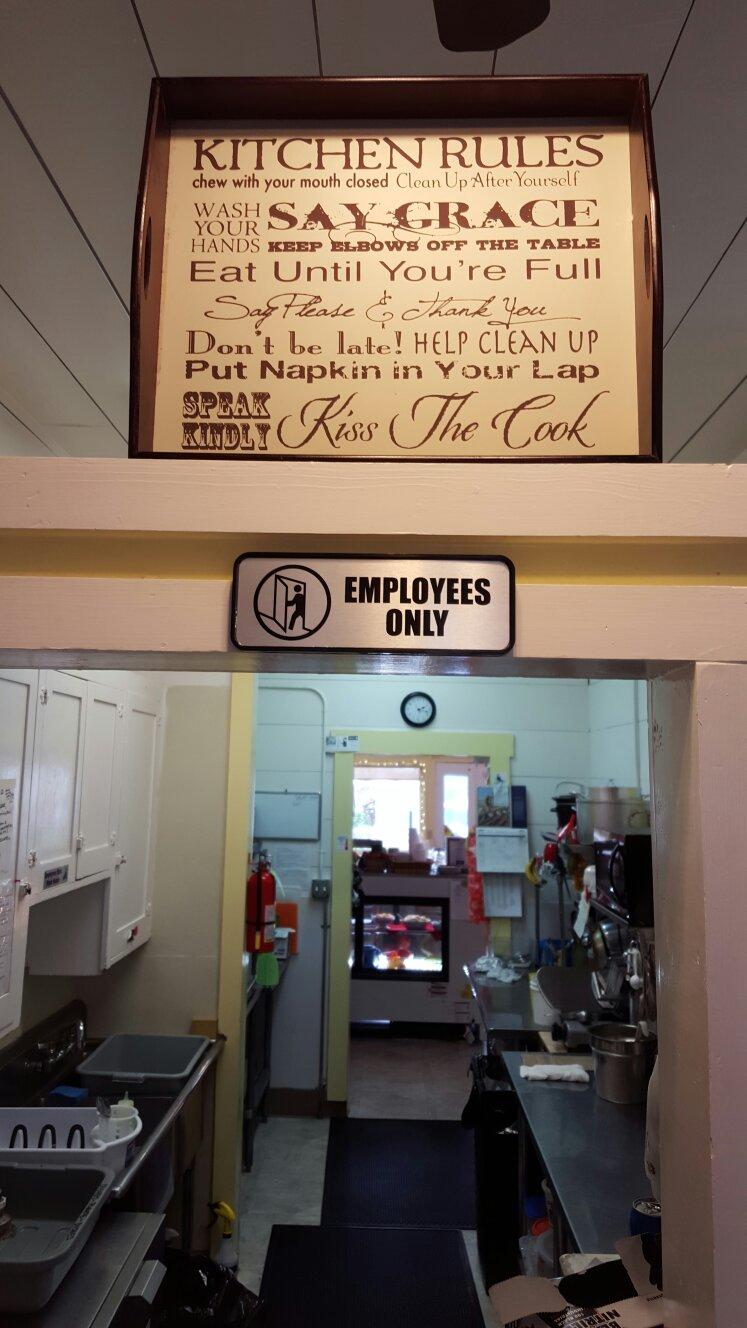 KITCHEN RULES
chew with your mouth closed Clean Up After Yourself
WASH YOUR HANDS SAY GRACE
KEEP ELBOWS OFF THE TABLE
Eat Until You're Full
Say Please & Thank You
Don't be late! HELP CLEAN UP
Put Napkin in Your Lap
SPEAK KINDLY Kiss The Cook
EMPLOYEES
ONLY